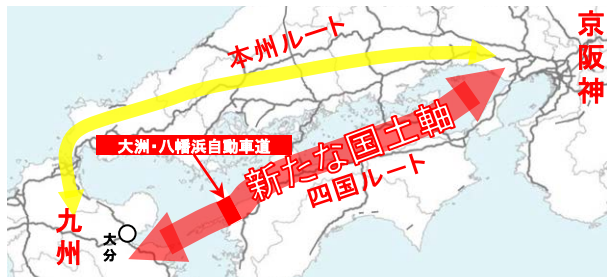 京阪神
本州ルート
大洲・八幡浜自動車道
新たな国土軸
四国ルート
九州
大分